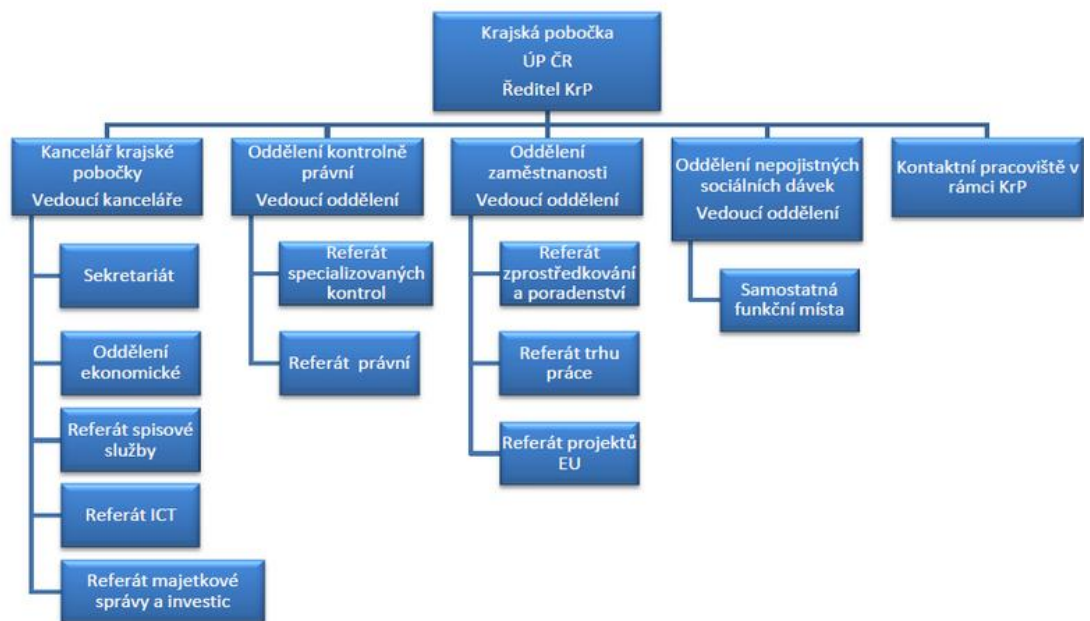 Krajská pobočka
ÚP ČR
Ředitel KrP
Kancelář krajské
pobočky
Vedoucí kanceláře
Oddělení kontrolně
právní
Vedoucí oddělení
Oddělení
zaměstnanosti
Vedoucí oddělení
Oddělení nepojistných
sociálních dávek
Vedoucí oddělení
Kontaktní pracoviště v
rámci KrP
Sekretariát
Oddělení
ekonomické
Referát spisové
služby
Referát ICT
Referát majetkové
správy a investic
Referát
specializovaných
kontrol
Referát právní
Referát
zprostředkování
a poradenství
Referát trhu
práce
Referát projektů
EU
Samostatná
funkční místa